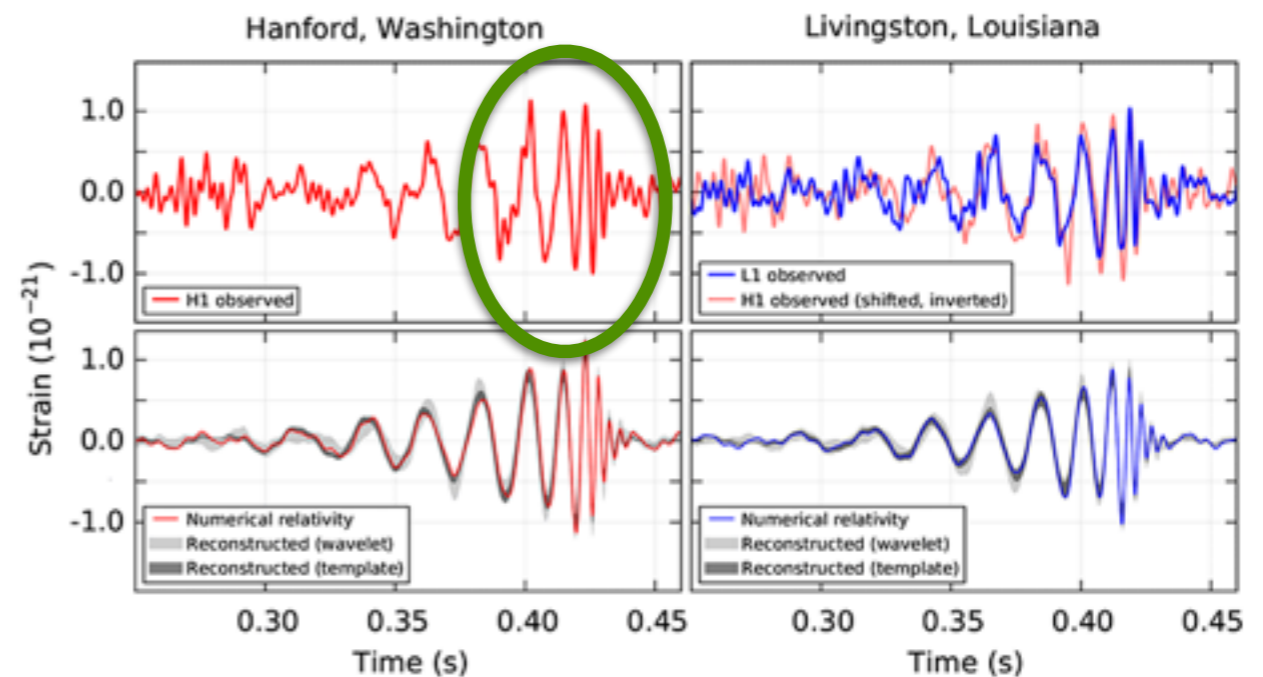 Hanford, Washington
Livingston, Louisiana
Strain (10⁻²¹)
1.0
0.0
-1.0
H1 observed
L1 observed
H1 observed (shifted, inverted)
1.0
0.0
-1.0
Numerical relativity
Reconstructed (wavelet)
Reconstructed (template)
Numerical relativity
Reconstructed (wavelet)
Reconstructed (template)
0.30 0.35 0.40 0.45
0.30 0.35 0.40 0.45
Time (s)
Time (s)